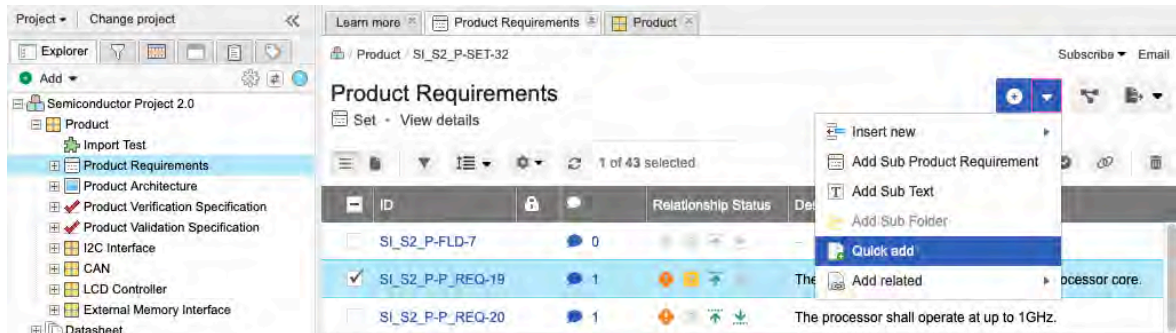 Project Change project
Learn more Product Requirements Product
Explorer
Product / SI_S2_P-SET-32
Subscribe Email
Add
Semiconductor Project 2.0
Product
Import Test
Product Requirements
Product Architecture
Product Verification Specification
Product Validation Specification
I2C Interface
CAN
LCD Controller
External Memory Interface
Datasheet
Product Requirements
Set - View details
1 of 43 selected
ID Relationship Status
SI_S2_P-FLD-7 0
SI_S2_P-P_REQ-19 1 The
SI_S2_P-P_REQ-20 1 The processor shall operate at up to 1GHz.
Insert new
Add Sub Product Requirement
Add Sub Text
Add Sub Folder
Quick add
Add related
core.